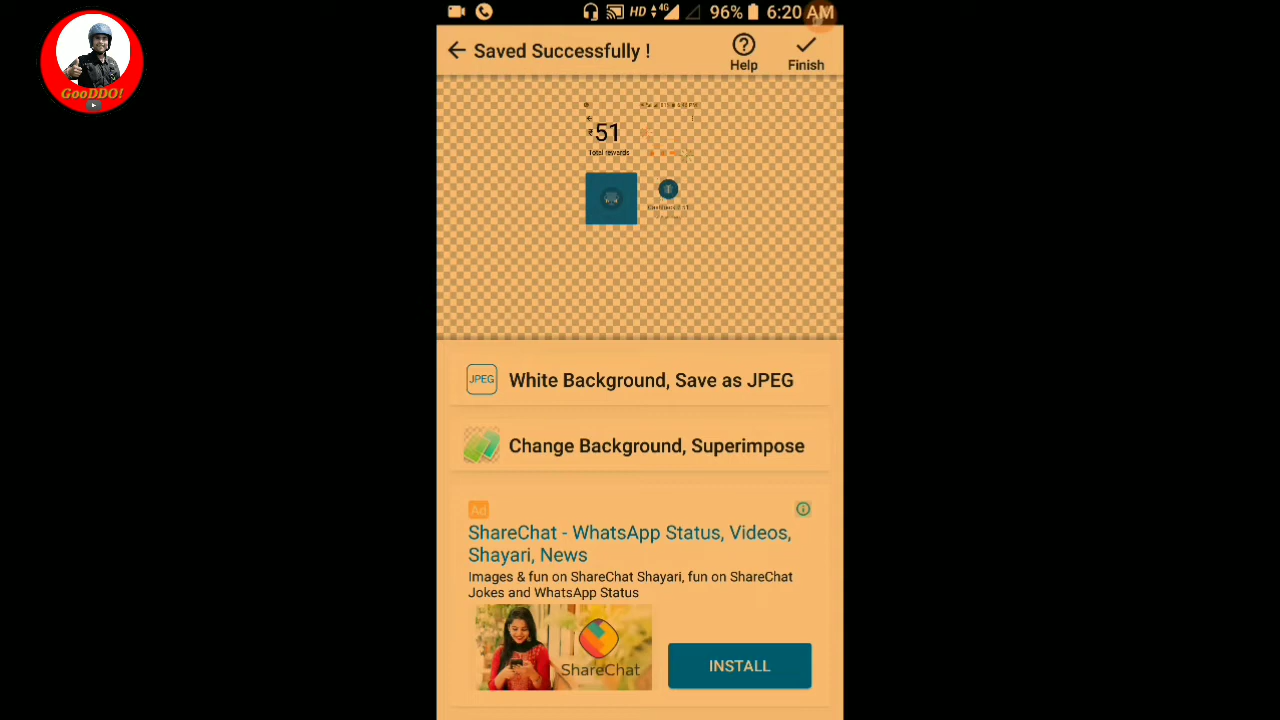 GooDDO!
HD 4G 96% 6:20 AM
Saved Successfully !
Help
Finish
₹51
Total rewards
JPEG
White Background, Save as JPEG
Change Background, Superimpose
Ad
ShareChat - WhatsApp Status, Videos,
Shayari, News
Images & fun on ShareChat Shayari, fun on ShareChat
Jokes and WhatsApp Status
ShareChat
INSTALL